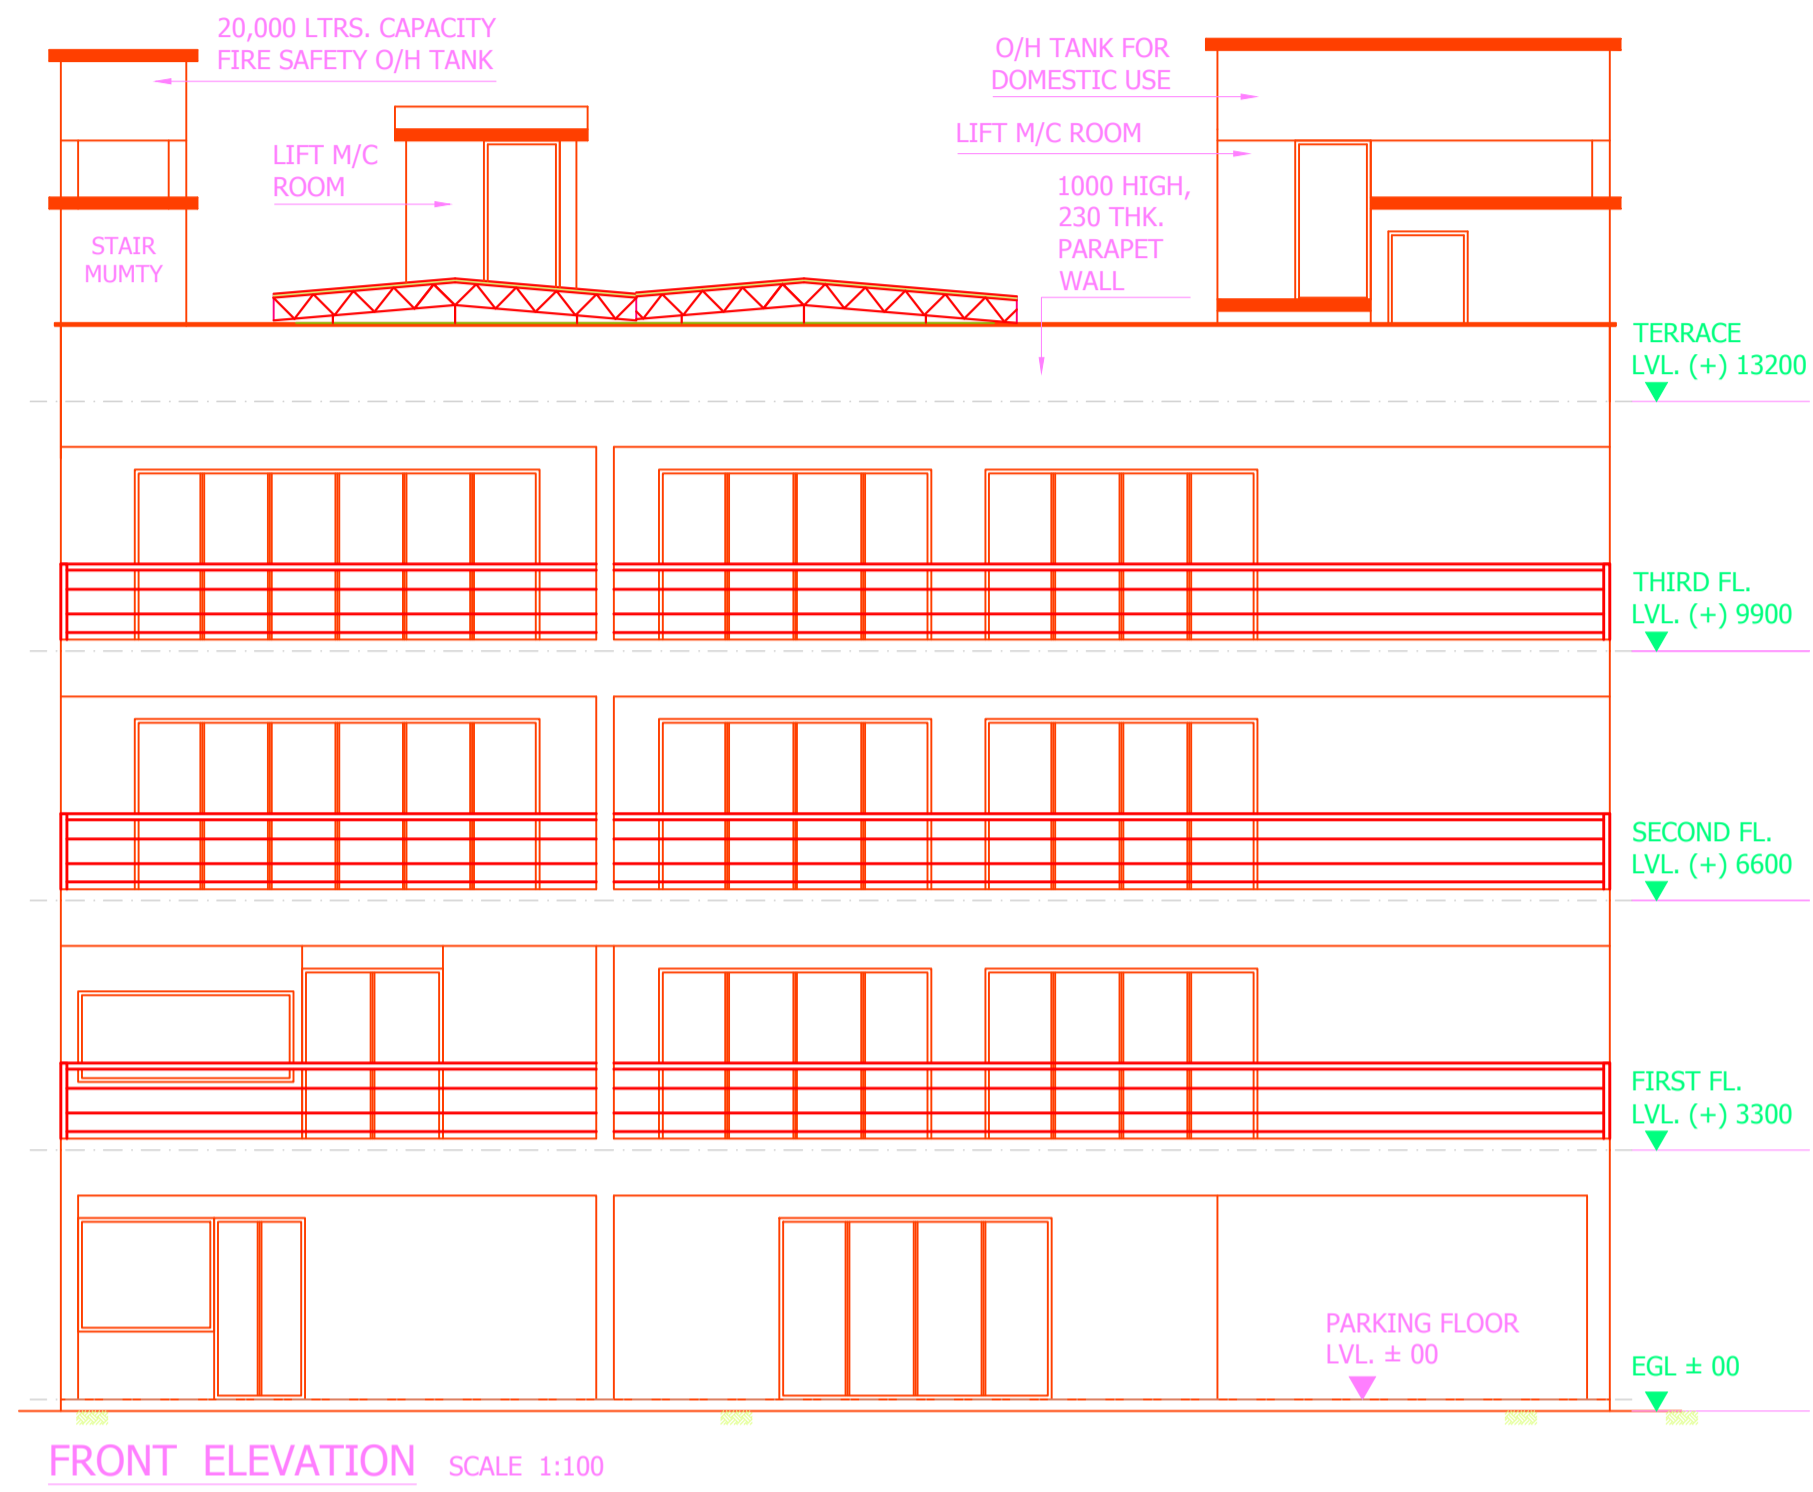 20,000 LTRS. CAPACITY
FIRE SAFETY O/H TANK
O/H TANK FOR
DOMESTIC USE
LIFT M/C ROOM
LIFT M/C
ROOM
1000 HIGH,
230 THK.
PARAPET
WALL
STAIR
MUMTY
TERRACE
LVL. (+) 13200
THIRD FL.
LVL. (+) 9900
SECOND FL.
LVL. (+) 6600
FIRST FL.
LVL. (+) 3300
PARKING FLOOR
LVL. ± 00
EGL ± 00
FRONT ELEVATION SCALE 1:100